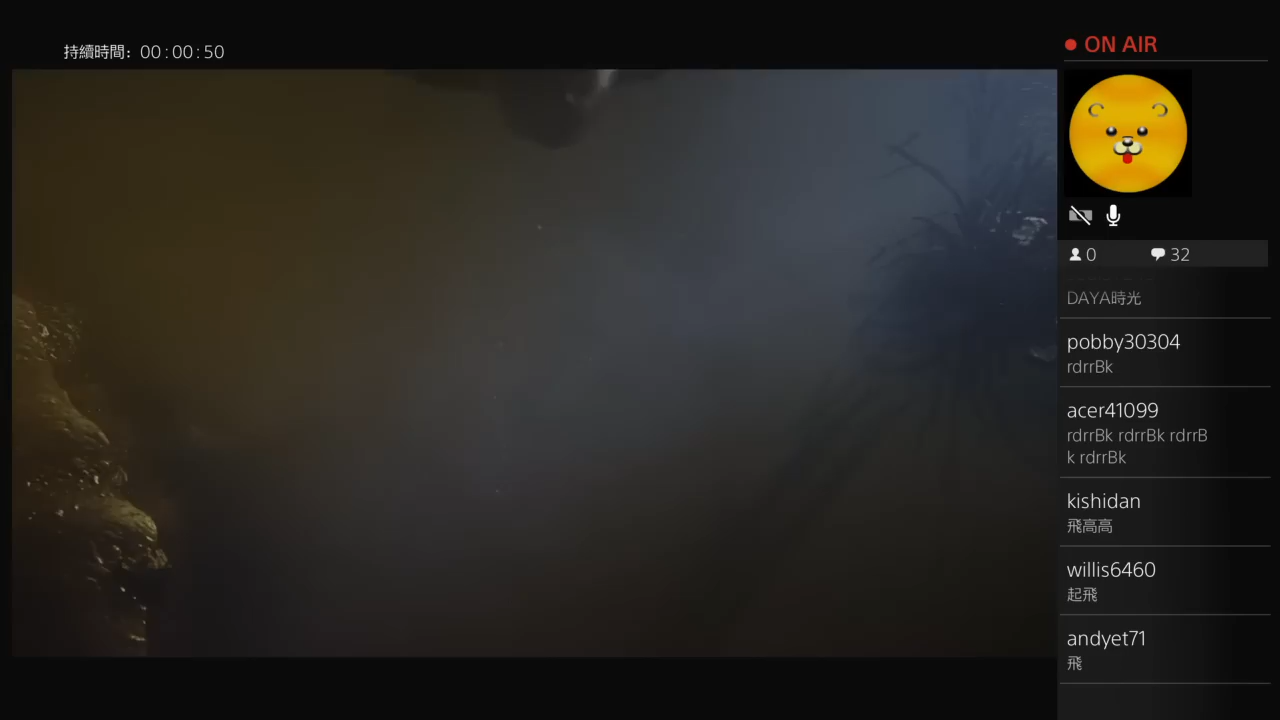 持續時間: 00:00:50
ON AIR
0
32
DAYA時光
pobby30304
rdrrBk
acer41099
rdrrBk rdrrBk rdrrB
k rdrrBk
kishidan
飛高高
willis6460
起飛
andyet71
飛